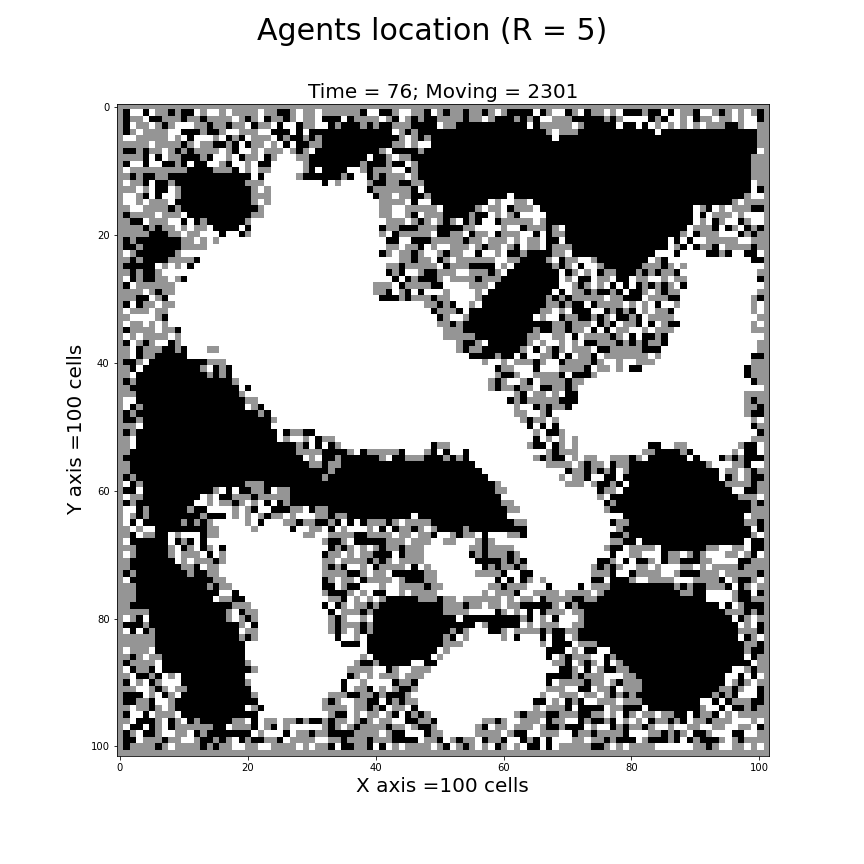 Agents location (R = 5)
Time = 76; Moving = 2301
0
20
40
60
80
100
Y axis =100 cells
0 20 40 60 80 100
X axis =100 cells